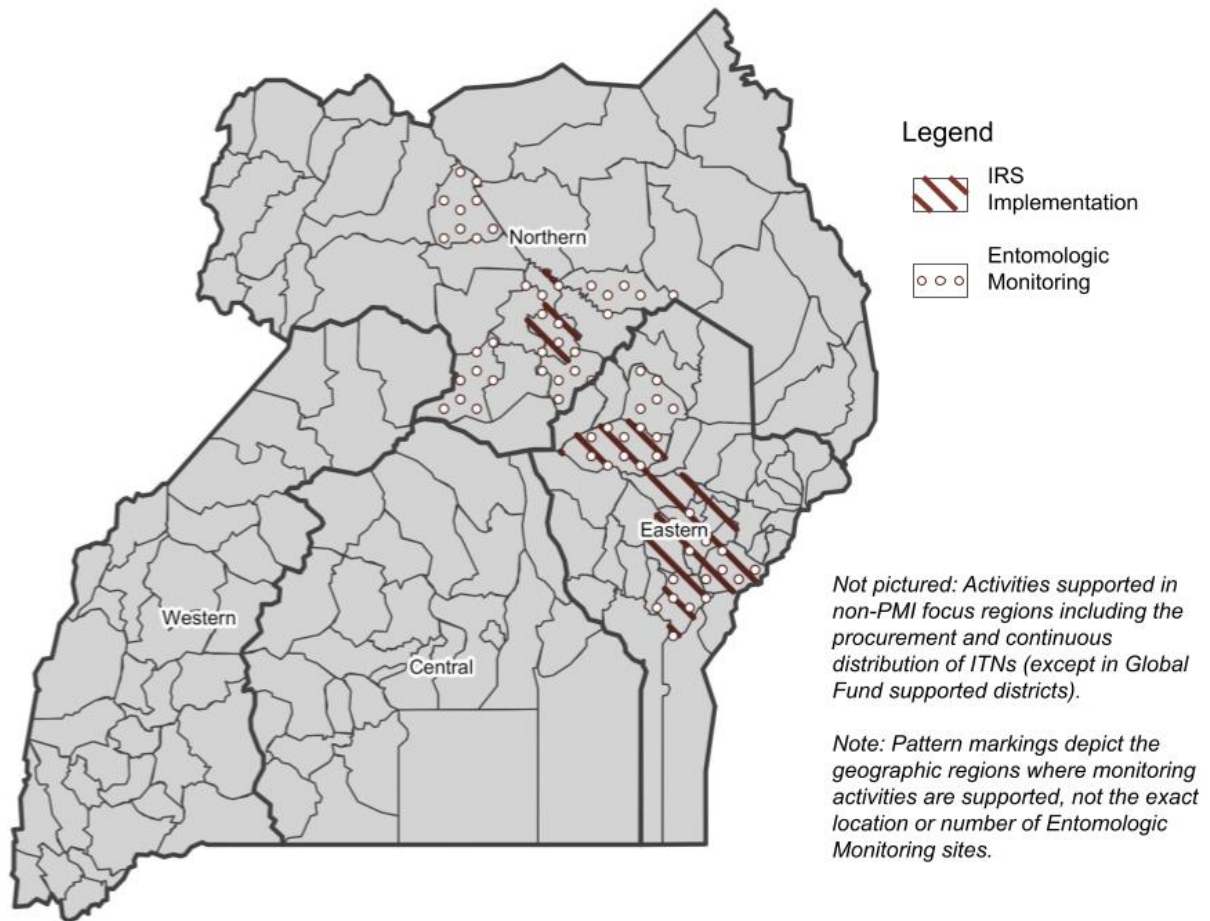 Legend
IRS
Implementation
Entomologic
Monitoring
Northern
Eastern
Western
Central
Not pictured: Activities supported in
non-PMI focus regions including the
procurement and continuous
distribution of ITNs (except in Global
Fund supported districts).
Note: Pattern markings depict the
geographic regions where monitoring
activities are supported, not the exact
location or number of Entomologic
Monitoring sites.